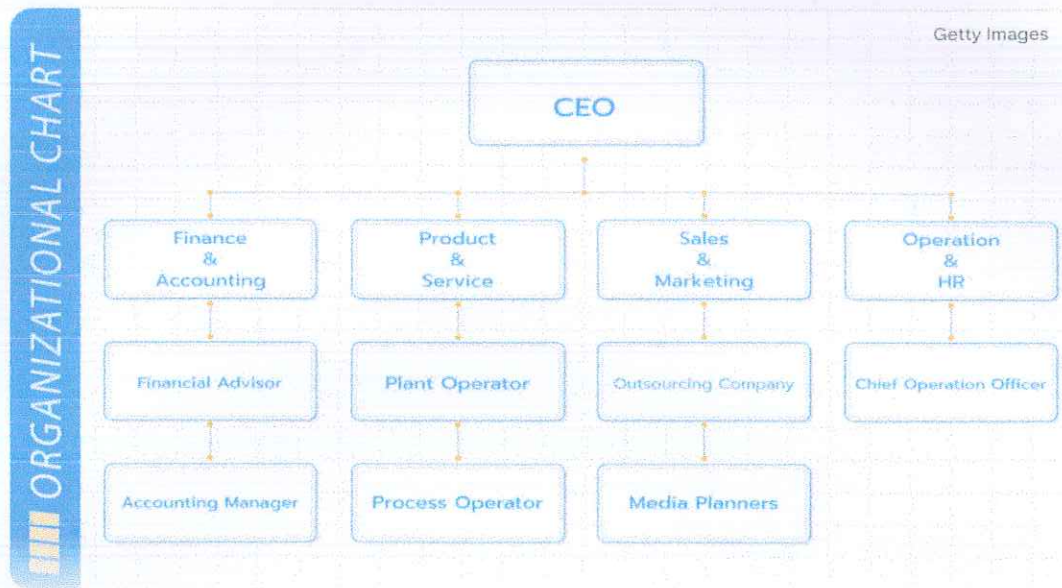 Getty Images
ORGANIZATIONAL CHART
CEO
Finance
&
Accounting
Product
&
Service
Sales
&
Marketing
Operation
&
HR
Financial Advisor
Plant Operator
Outsourcing Company
Chief Operation Officer
Accounting Manager
Process Operator
Media Planners